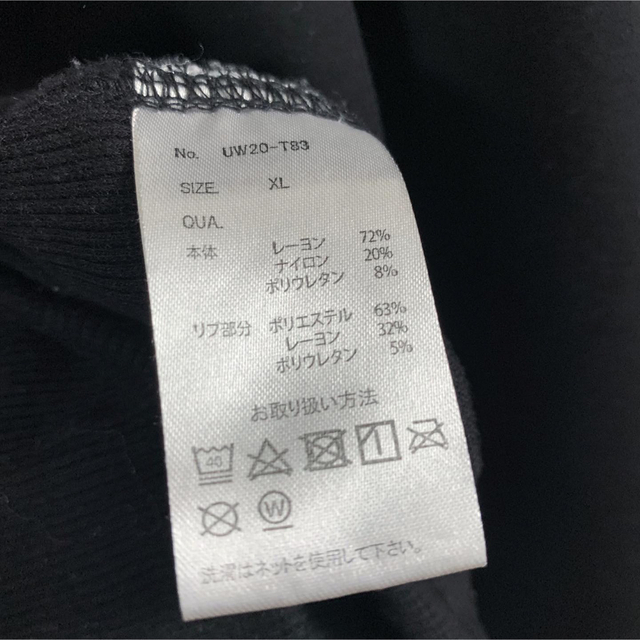 No. UW20-T83
SIZE. XL
QUA.
本体 レーヨン 72%
ナイロン 20%
ポリウレタン 8%
リブ部分 ポリエステル 63%
レーヨン 32%
ポリウレタン 5%
お取り扱い方法
40
W
洗濯はネットを使用して下さい。